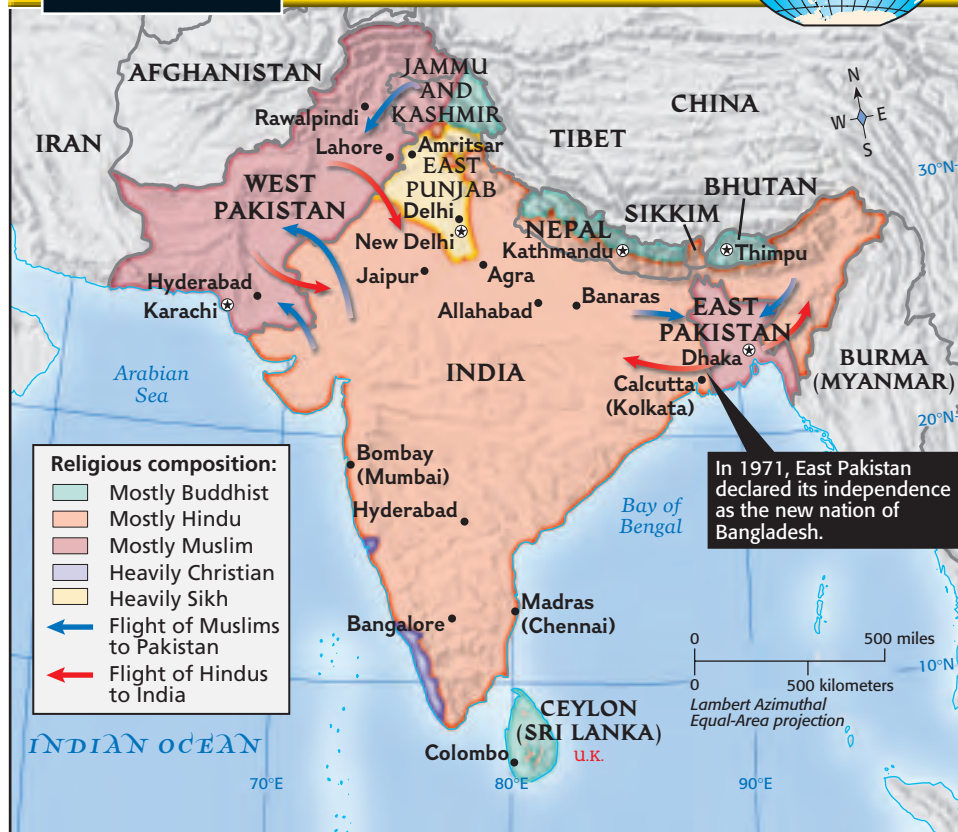 AFGHANISTAN
JAMMU
AND
KASHMIR
CHINA
N
W
E
S
Rawalpindi
IRAN
TIBET
Lahore
Amritsar
EAST
PUNJAB
30°N
WEST
PAKISTAN
BHUTAN
SIKKIM
Delhi
New Delhi
NEPAL
Kathmandu
Thimpu
Hyderabad
Karachi
Jaipur
Agra
Allahabad
Banaras
EAST
PAKISTAN
Dhaka
BURMA
(MYANMAR)
Arabian
Sea
INDIA
Calcutta
(Kolkata)
20°N
Religious composition:
Mostly Buddhist
Mostly Hindu
Mostly Muslim
Heavily Christian
Heavily Sikh
Flight of Muslims
to Pakistan
Flight of Hindus
to India
Bombay
(Mumbai)
Hyderabad
Bay of
Bengal
In 1971, East Pakistan
declared its independence
as the new nation of
Bangladesh.
Bangalore
Madras
(Chennai)
0
500 miles
0
500 kilometers
10°N
Lambert Azimuthal
Equal-Area projection
CEYLON
(SRI LANKA)
U.K.
Colombo
INDIAN OCEAN
70°E
80°E
90°E